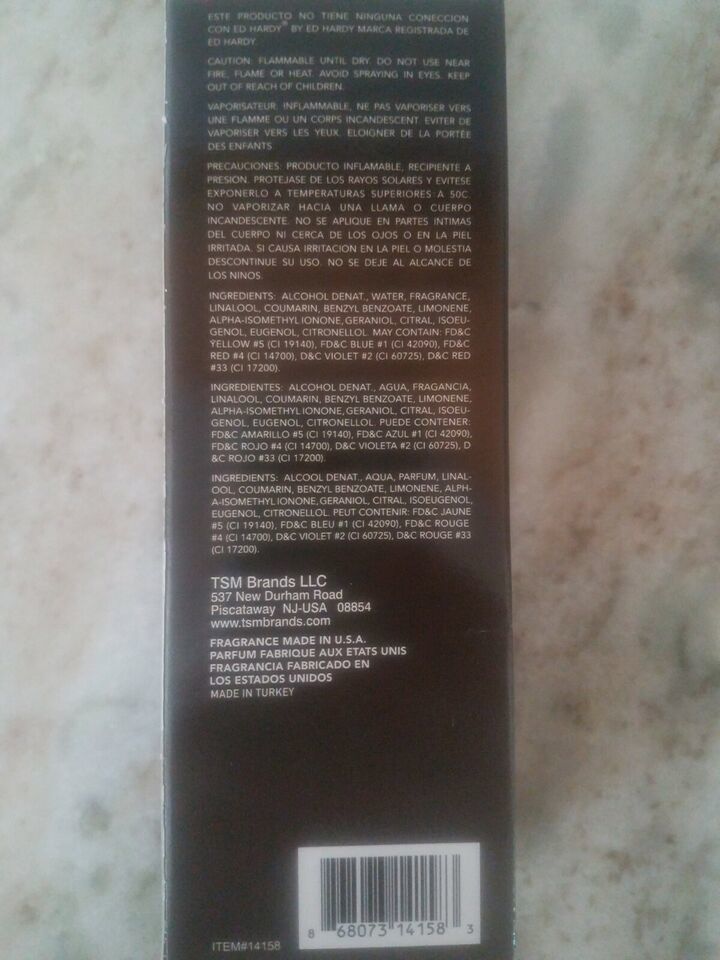 ESTE PRODUCTO NO TIENE NINGUNA CONECCION
CON ED HARDY® BY ED HARDY MARCA REGISTRADA DE
ED HARDY.
CAUTION: FLAMMABLE UNTIL DRY. DO NOT USE NEAR
FIRE, FLAME OR HEAT. AVOID SPRAYING IN EYES. KEEP
OUT OF REACH OF CHILDREN.
VAPORISATEUR: INFLAMMABLE, NE PAS VAPORISER VERS
UNE FLAMME OU UN CORPS INCANDESCENT. EVITER DE
VAPORISER VERS LES YEUX. ELOIGNER DE LA PORTÉE
DES ENFANTS
PRECAUCIONES: PRODUCTO INFLAMABLE, RECIPIENTE A
PRESION. PROTEJASE DE LOS RAYOS SOLARES Y EVITESE
EXPONERLO A TEMPERATURAS SUPERIORES A 50C.
NO VAPORIZAR HACIA UNA LLAMA O CUERPO
INCANDESCENTE. NO SE APLIQUE EN PARTES INTIMAS
DEL CUERPO NI CERCA DE LOS OJOS O EN LA PIEL
IRRITADA. SI CAUSA IRRITACION EN LA PIEL O MOLESTIA
DESCONTINUE SU USO. NO SE DEJE AL ALCANCE DE
LOS NINOS.
INGREDIENTS: ALCOHOL DENAT., WATER, FRAGRANCE,
LINALOOL, COUMARIN, BENZYL BENZOATE, LIMONENE,
ALPHA-ISOMETHYL IONONE, GERANIOL, CITRAL, ISOEU-
GENOL, EUGENOL, CITRONELLOL. MAY CONTAIN: FD&C
YELLOW #5 (CI 19140), FD&C BLUE #1 (CI 42090), FD&C
RED #4 (CI 14700), D&C VIOLET #2 (CI 60725), D&C RED
#33 (CI 17200).
INGREDIENTES: ALCOHOL DENAT., AGUA, FRAGANCIA,
LINALOOL, COUMARIN, BENZYL BENZOATE, LIMONENE,
ALPHA-ISOMETHYL IONONE, GERANIOL, CITRAL, ISOEU-
GENOL, EUGENOL, CITRONELLOL. PUEDE CONTENER:
FD&C AMARILLO #5 (CI 19140), FD&C AZUL #1 (CI 42090),
FD&C ROJO #4 (CI 14700), D&C VIOLETA #2 (CI 60725), D
&C ROJO #33 (CI 17200).
INGREDIENTS: ALCOOL DENAT., AQUA, PARFUM, LINAL-
OOL, COUMARIN, BENZYL BENZOATE, LIMONENE, ALPH-
A-ISOMETHYL IONONE, GERANIOL, CITRAL, ISOEUGENOL,
EUGENOL, CITRONELLOL. PEUT CONTENIR: FD&C JAUNE
#5 (CI 19140), FD&C BLEU #1 (CI 42090), FD&C ROUGE
#4 (CI 14700), D&C VIOLET #2 (CI 60725), D&C ROUGE #33
(CI 17200).
TSM Brands LLC
537 New Durham Road
Piscataway NJ-USA 08854
www.tsmbrands.com
FRAGRANCE MADE IN U.S.A.
PARFUM FABRIQUE AUX ETATS UNIS
FRAGRANCIA FABRICADO EN
LOS ESTADOS UNIDOS
MADE IN TURKEY
ITEM#14158
8 68073 14158 3